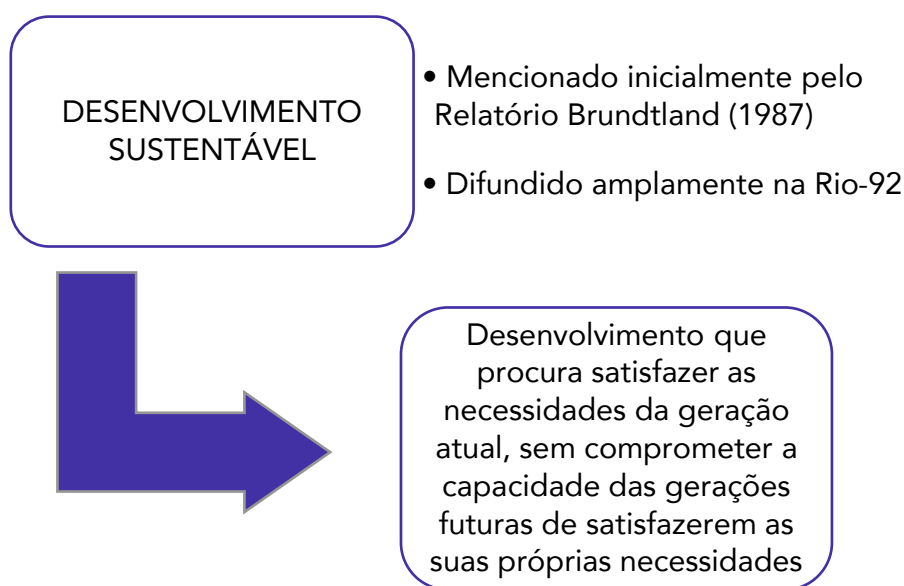 DESENVOLVIMENTO
SUSTENTÁVEL
• Mencionado inicialmente pelo
Relatório Brundtland (1987)
• Difundido amplamente na Rio-92
Desenvolvimento que
procura satisfazer as
necessidades da geração
atual, sem comprometer a
capacidade das gerações
futuras de satisfazerem as
suas próprias necessidades